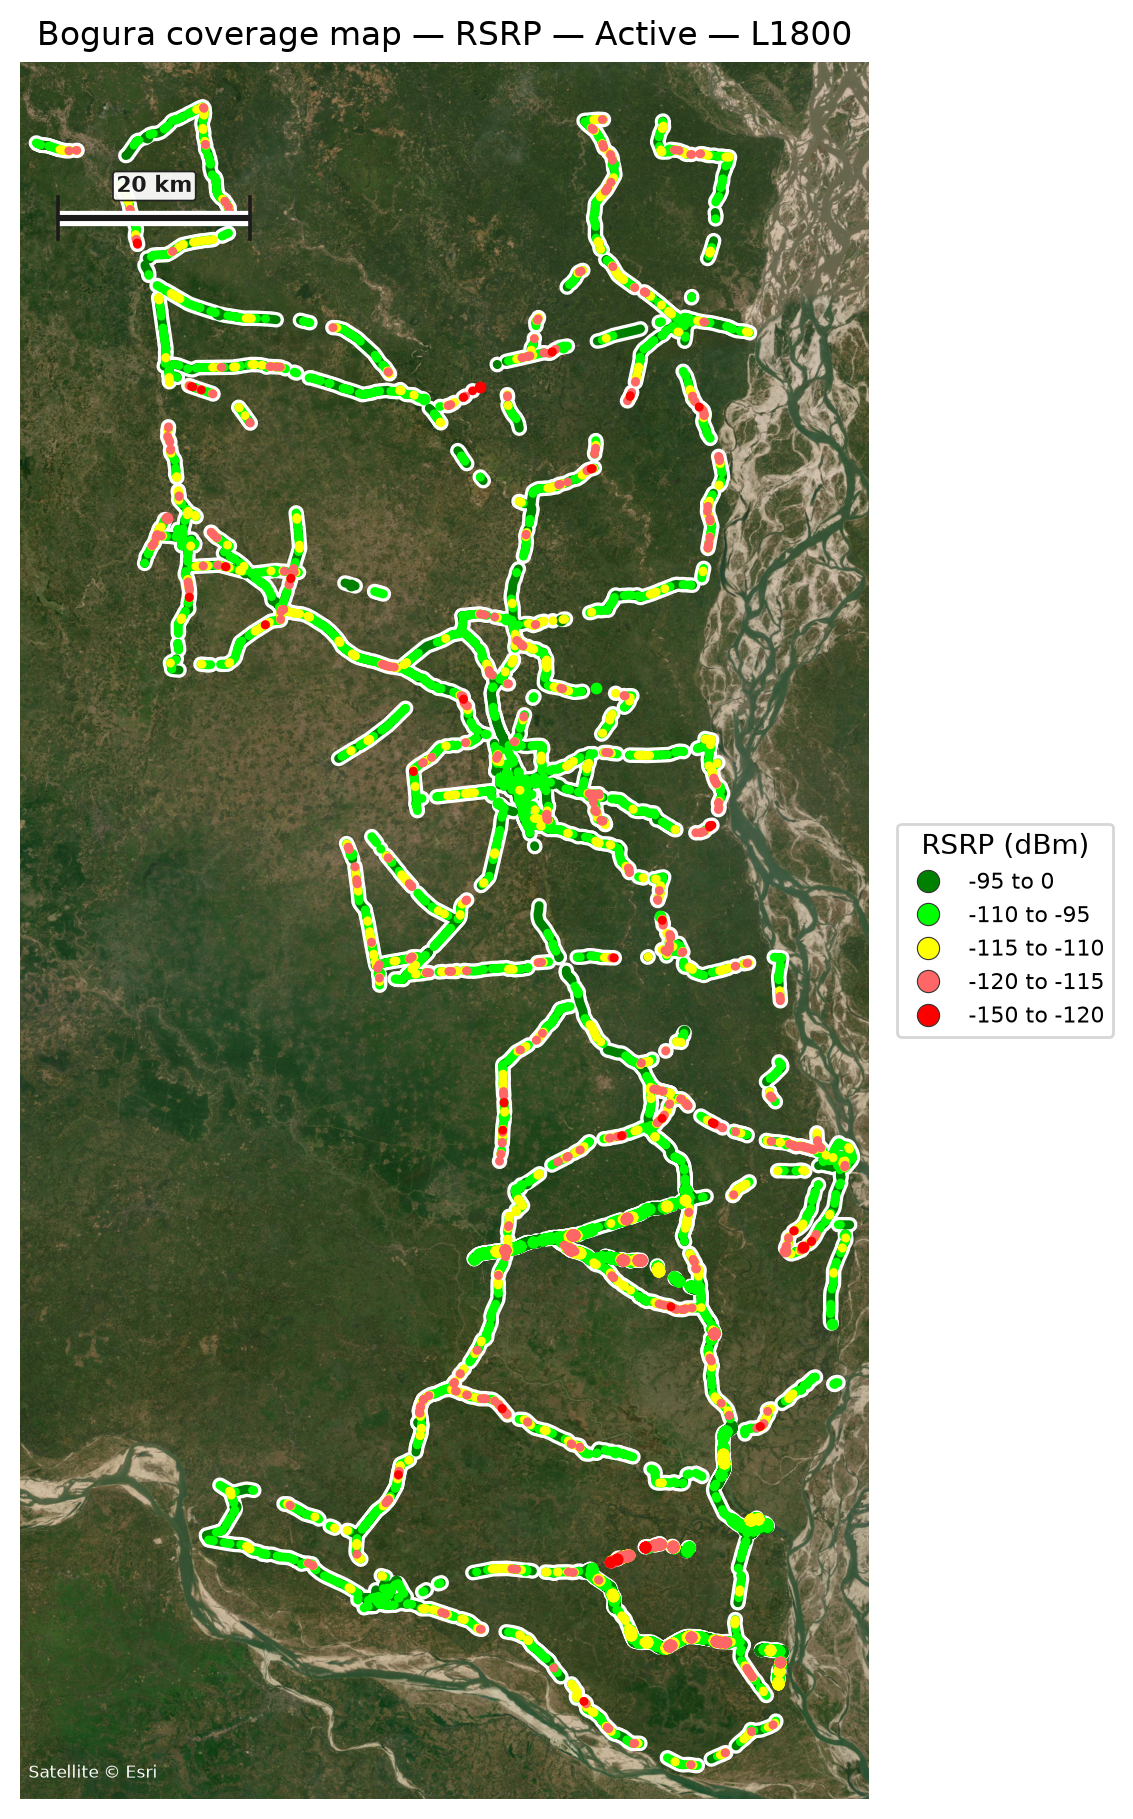 Bogura coverage map — RSRP — Active — L1800
20 km
RSRP (dBm)
-95 to 0
-110 to -95
-115 to -110
-120 to -115
-150 to -120
Satellite © Esri